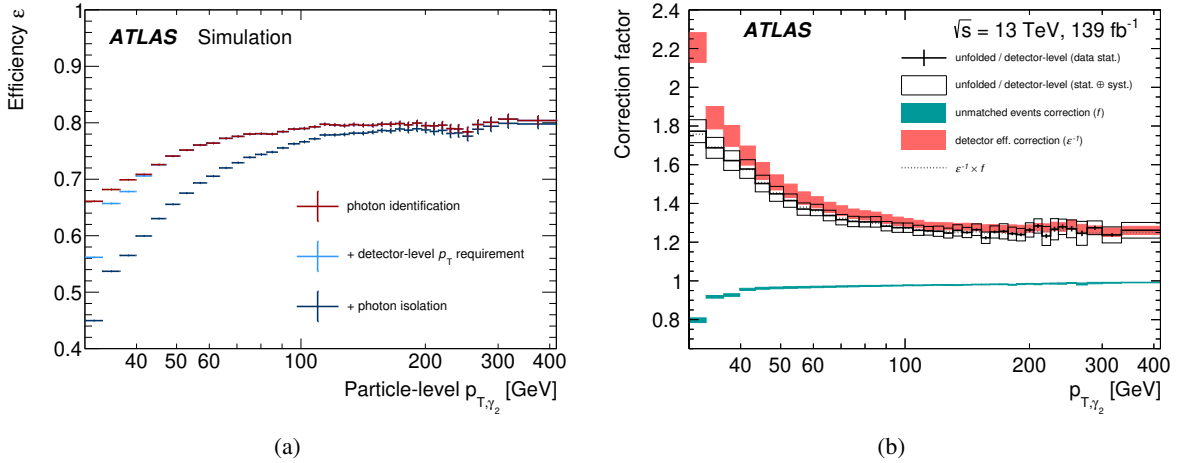 ATLAS Simulation
Efficiency ε
1
0.9
0.8
0.7
0.6
0.5
0.4
photon identification
+ detector-level p_T requirement
+ photon isolation
40 50 60 100 200 300 400
Particle-level p_T,γ₂ [GeV]
(a)
ATLAS √s = 13 TeV, 139 fb⁻¹
Correction factor
2.4
2.2
2
1.8
1.6
1.4
1.2
1
0.8
unfolded / detector-level (data stat.)
unfolded / detector-level (stat. ⊕ syst.)
unmatched events correction (f)
detector eff. correction (ε⁻¹)
ε⁻¹ × f
40 50 60 100 200 300 400
p_T,γ₂ [GeV]
(b)